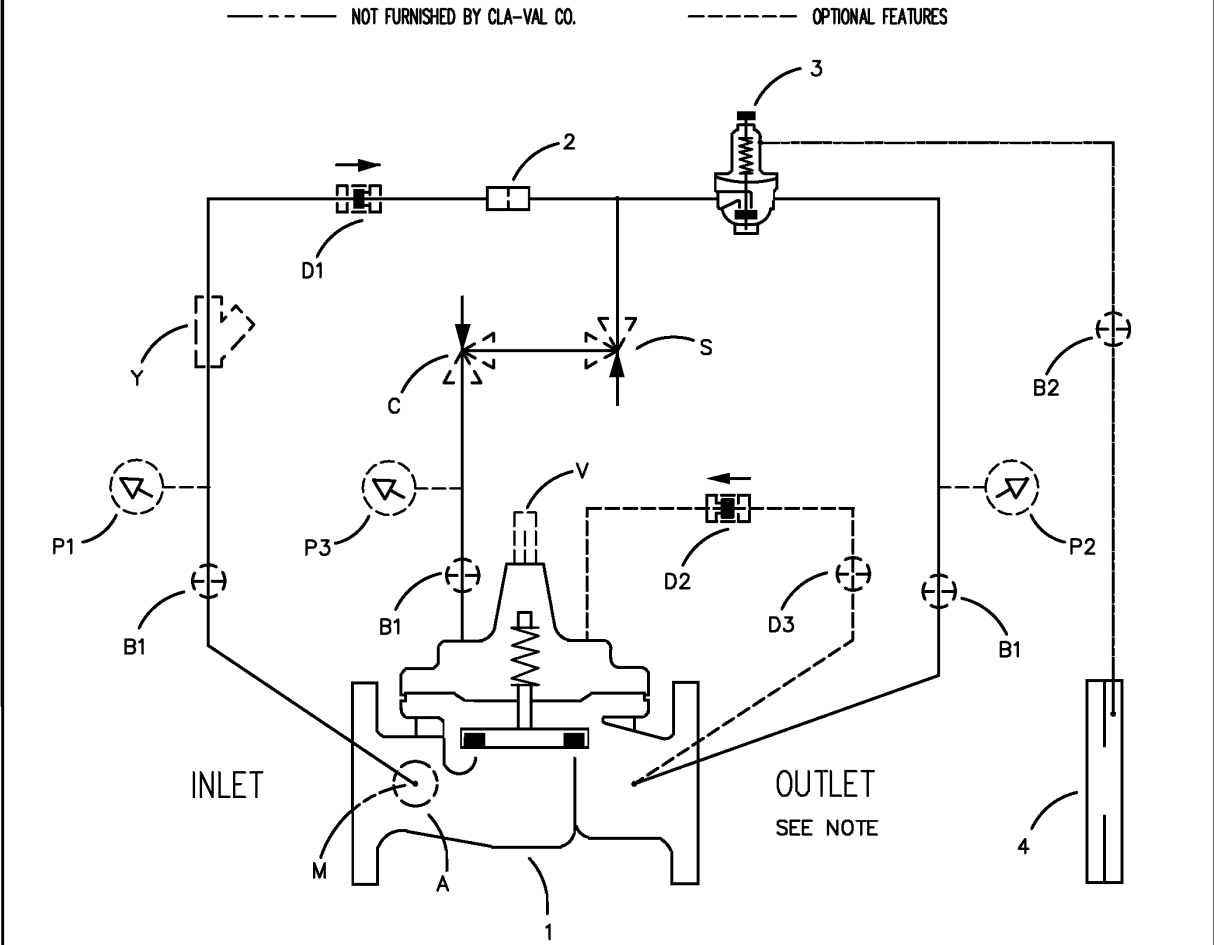 NOT FURNISHED BY CLA-VAL CO.
OPTIONAL FEATURES
3
2
D1
S
Y
C
B2
V
P1
P3
D2
P2
B1
B1
D3
B1
INLET
OUTLET
SEE NOTE
4
M
A
1